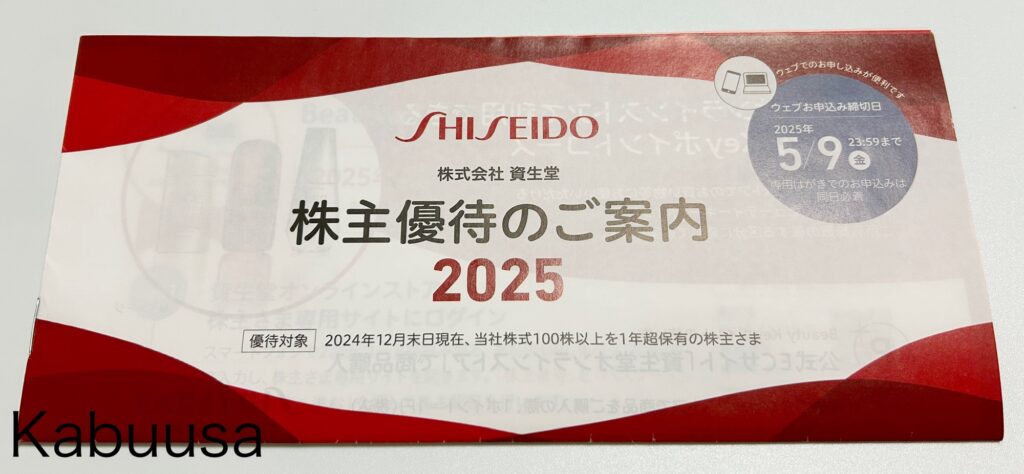 ウェブでのお申し込みが便利です
ウェブお申込み締切日
2025年
5/9 23:59まで
金
専用はがきでのお申込みは
同日必着
SHISEIDO
株式会社 資生堂
株主優待のご案内
2025
優待対象 2024年12月末日現在、当社株式100株以上を1年超保有の株主さま
Kabuusa